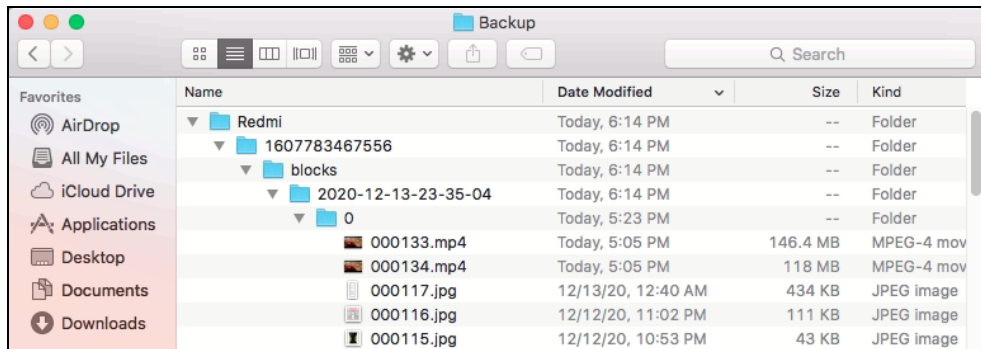 Backup
Search
Favorites
AirDrop
All My Files
iCloud Drive
Applications
Desktop
Documents
Downloads
Name Date Modified Size Kind
Redmi Today, 6:14 PM -- Folder
1607783467556 Today, 6:14 PM -- Folder
blocks Today, 6:14 PM -- Folder
2020-12-13-23-35-04 Today, 6:14 PM -- Folder
0 Today, 5:23 PM -- Folder
000133.mp4 Today, 5:05 PM 146.4 MB MPEG-4 mov
000134.mp4 Today, 5:05 PM 118 MB MPEG-4 mov
000117.jpg 12/13/20, 12:40 AM 434 KB JPEG image
000116.jpg 12/12/20, 11:02 PM 111 KB JPEG image
000115.jpg 12/12/20, 10:53 PM 43 KB JPEG image